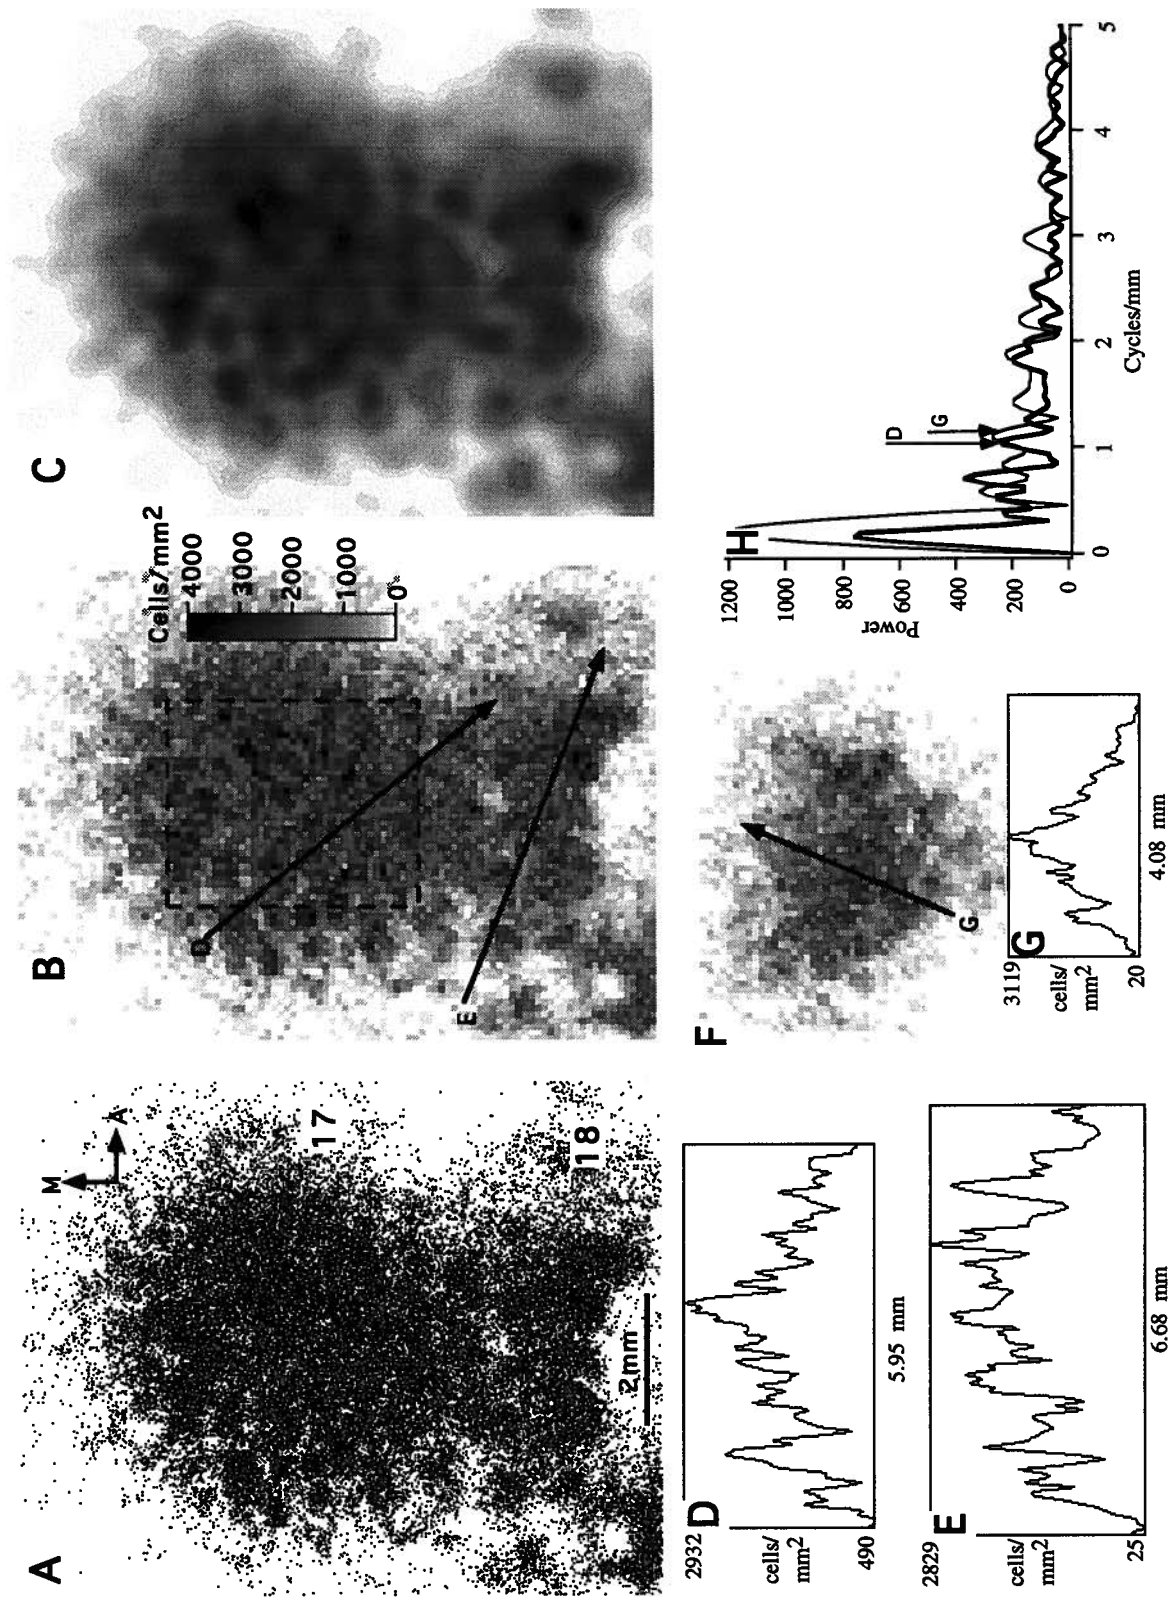 A
M
A
17
18
2mm
B
Cells/mm2
4000
3000
2000
1000
0
D
E
C
D
2932
cells/
mm2
490
5.95 mm
E
2829
cells/
mm2
25
6.68 mm
F
G
G
3119
cells/
mm2
20
4.08 mm
H
1200
1000
800
600
400
200
0
Power
D
G
0
1
2
3
4
5
Cycles/mm